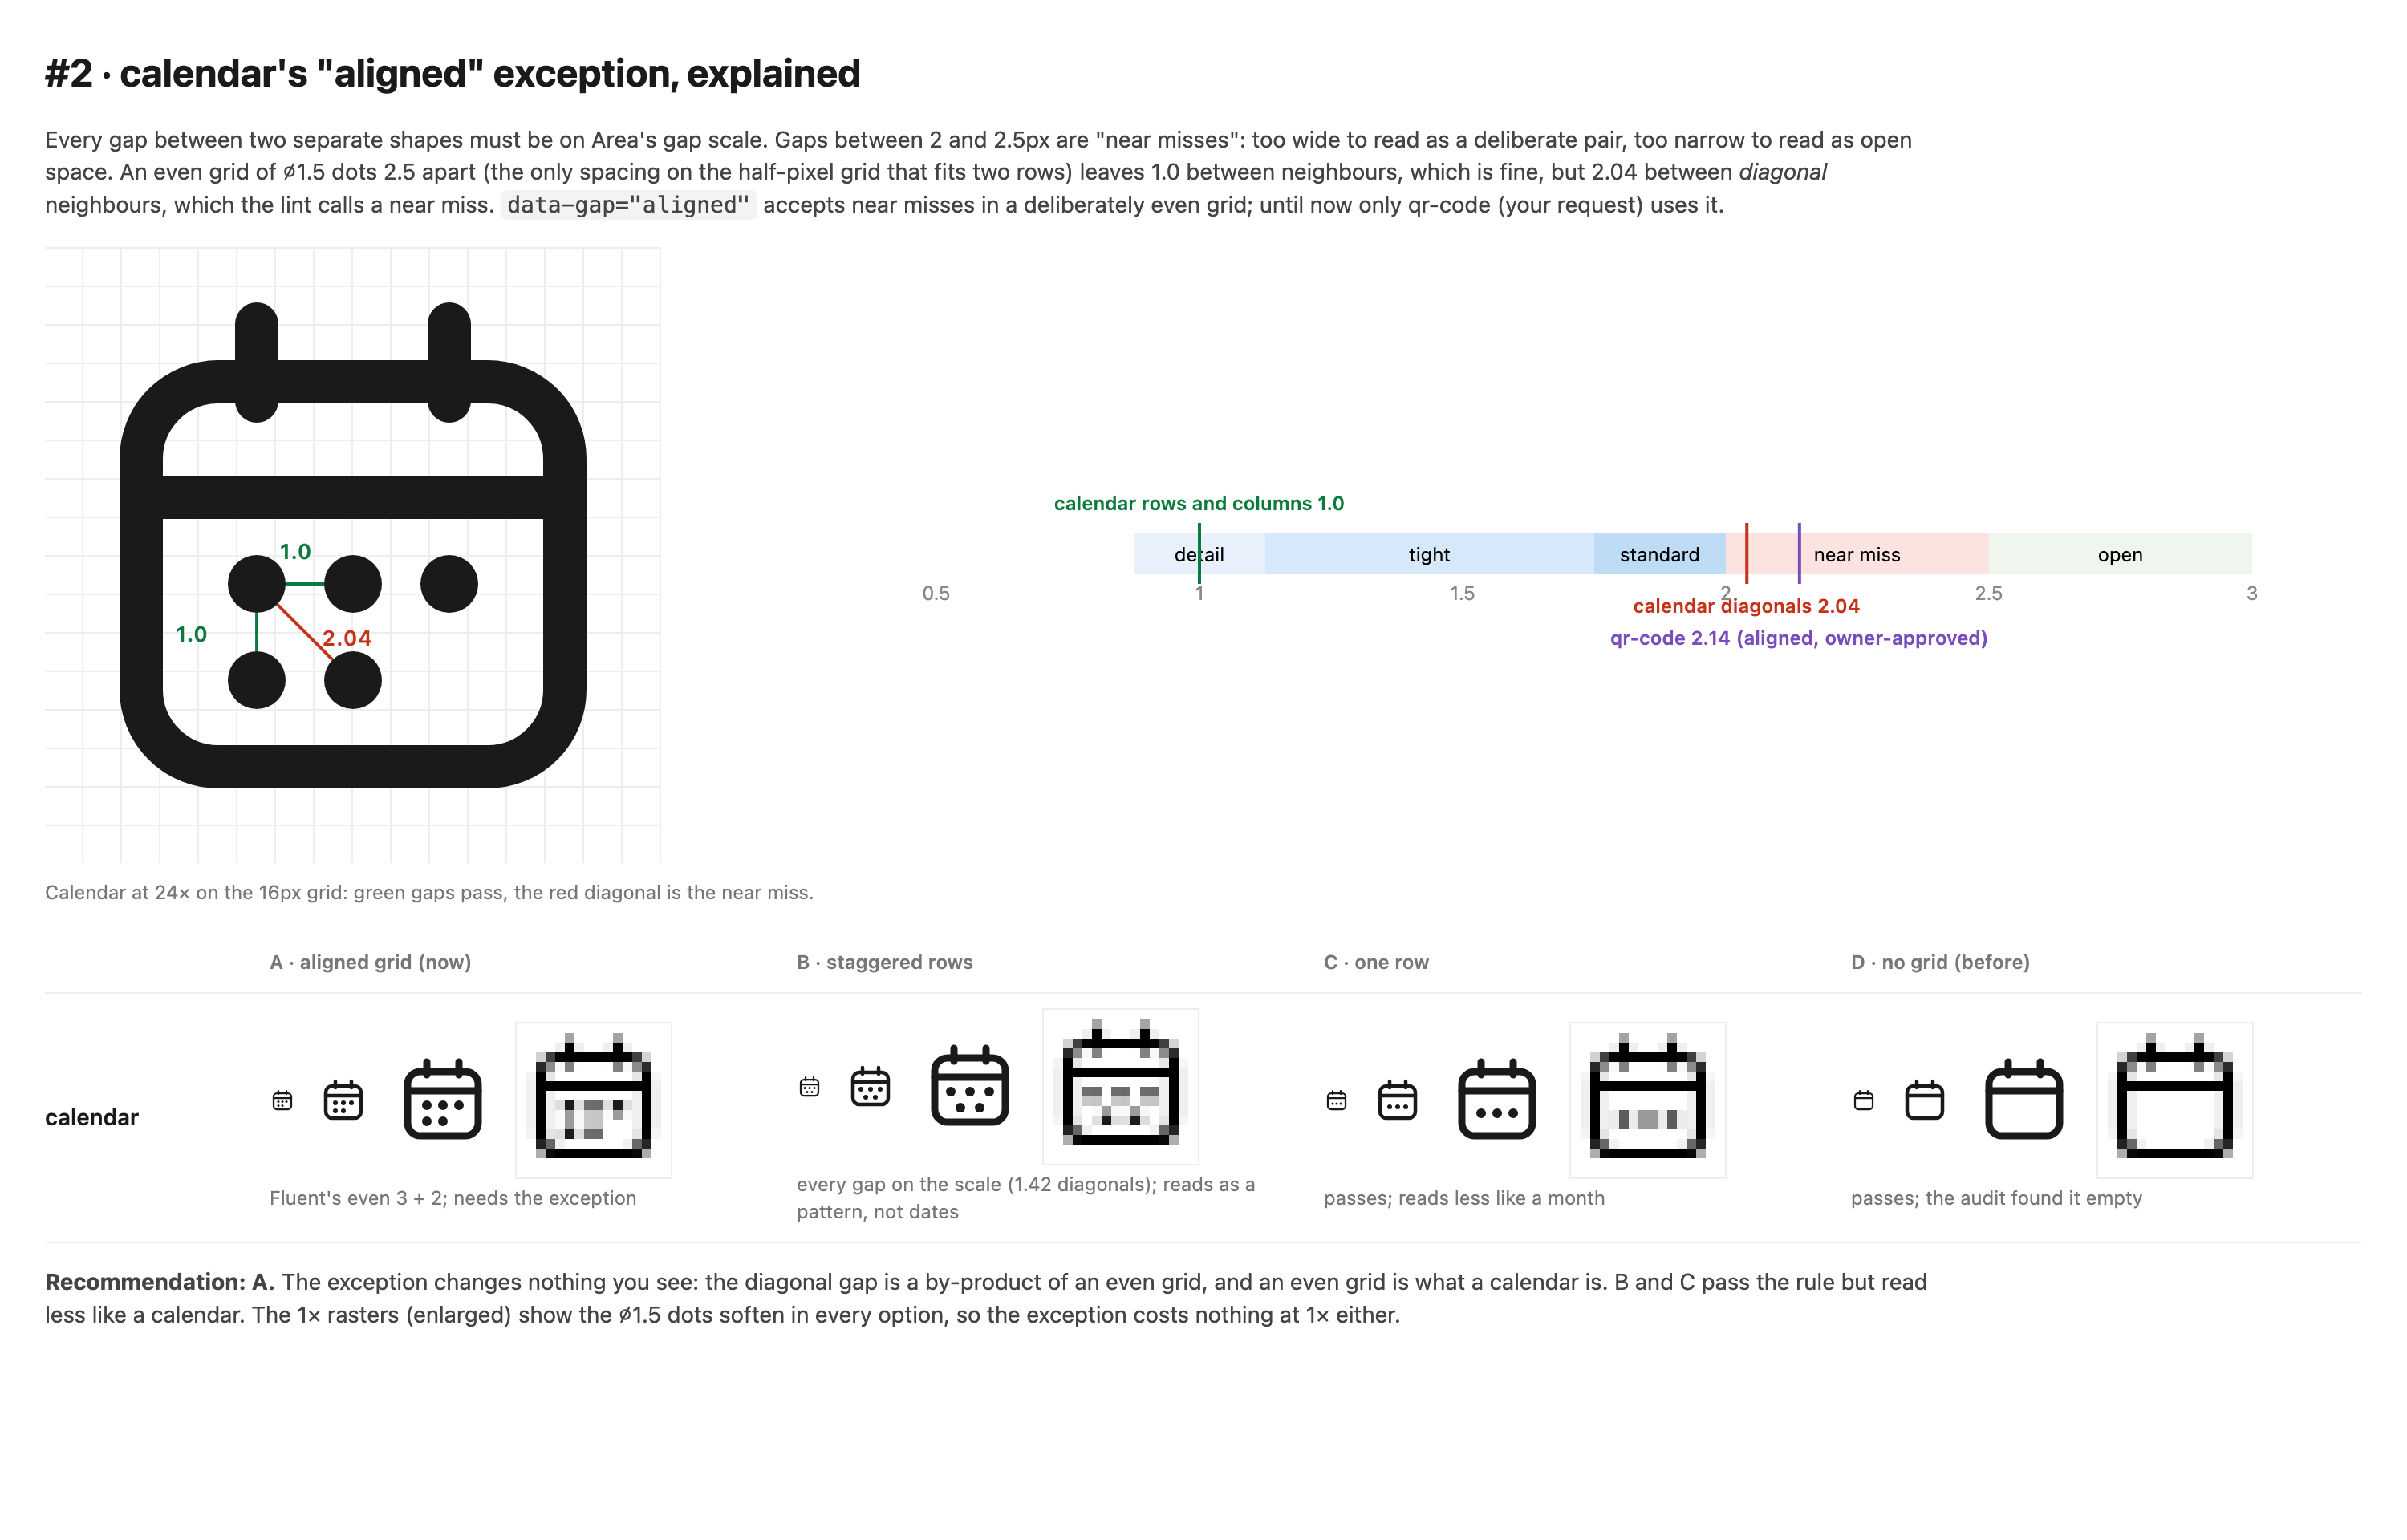 #2 · calendar's "aligned" exception, explained
Every gap between two separate shapes must be on Area's gap scale. Gaps between 2 and 2.5px are "near misses": too wide to read as a deliberate pair, too narrow to read as open
space. An even grid of ⌀1.5 dots 2.5 apart (the only spacing on the half-pixel grid that fits two rows) leaves 1.0 between neighbours, which is fine, but 2.04 between diagonal
neighbours, which the lint calls a near miss. data-gap="aligned" accepts near misses in a deliberately even grid; until now only qr-code (your request) uses it.
1.0
1.0
2.04
calendar rows and columns 1.0
detail tight standard near miss open
0.5 1 1.5 2 2.5 3
calendar diagonals 2.04
qr-code 2.14 (aligned, owner-approved)
Calendar at 24× on the 16px grid: green gaps pass, the red diagonal is the near miss.
A · aligned grid (now) B · staggered rows C · one row D · no grid (before)
calendar
Fluent's even 3 + 2; needs the exception
every gap on the scale (1.42 diagonals); reads as a
pattern, not dates
passes; reads less like a month
passes; the audit found it empty
Recommendation: A. The exception changes nothing you see: the diagonal gap is a by-product of an even grid, and an even grid is what a calendar is. B and C pass the rule but read
less like a calendar. The 1× rasters (enlarged) show the ⌀1.5 dots soften in every option, so the exception costs nothing at 1× either.